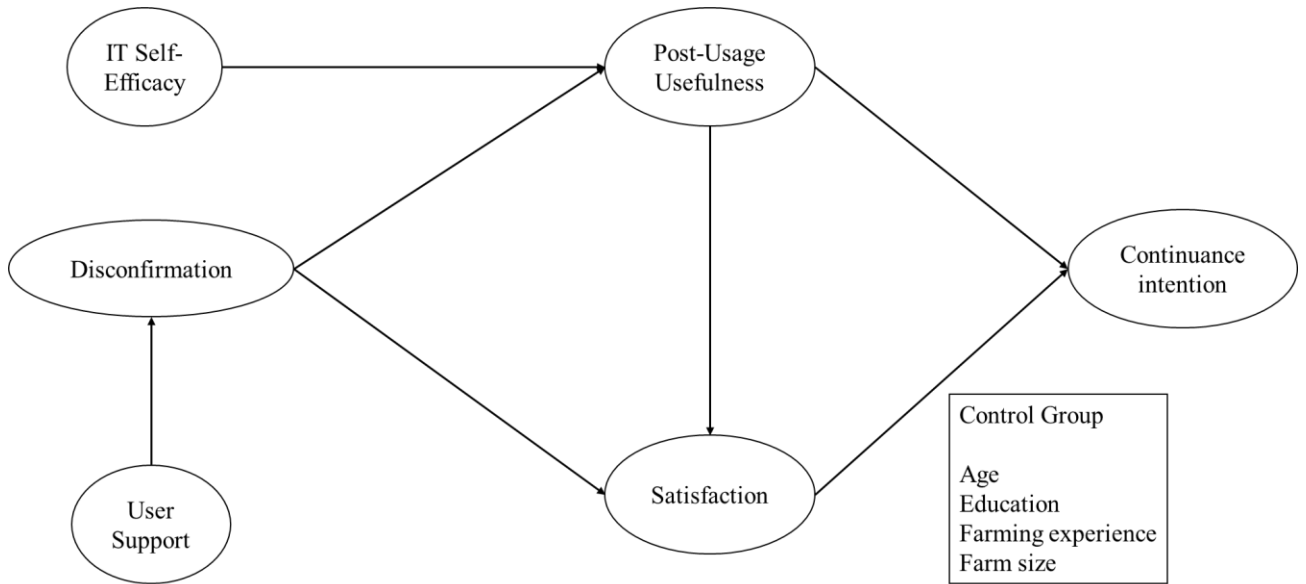 IT Self-
Efficacy
Post-Usage
Usefulness
Disconfirmation
Continuance
intention
User
Support
Satisfaction
Control Group
Age
Education
Farming experience
Farm size